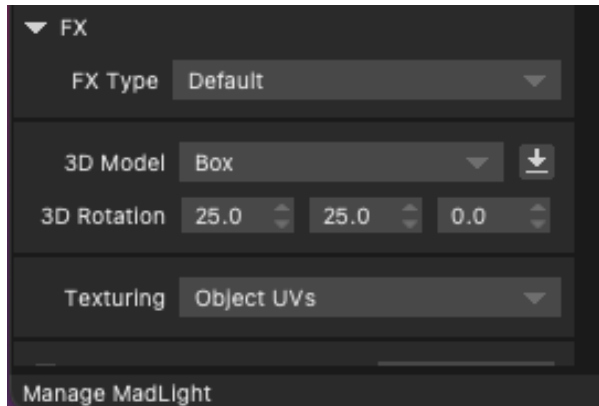 FX
FX Type Default
3D Model Box
3D Rotation 25.0 25.0 0.0
Texturing Object UVs
Manage MadLight